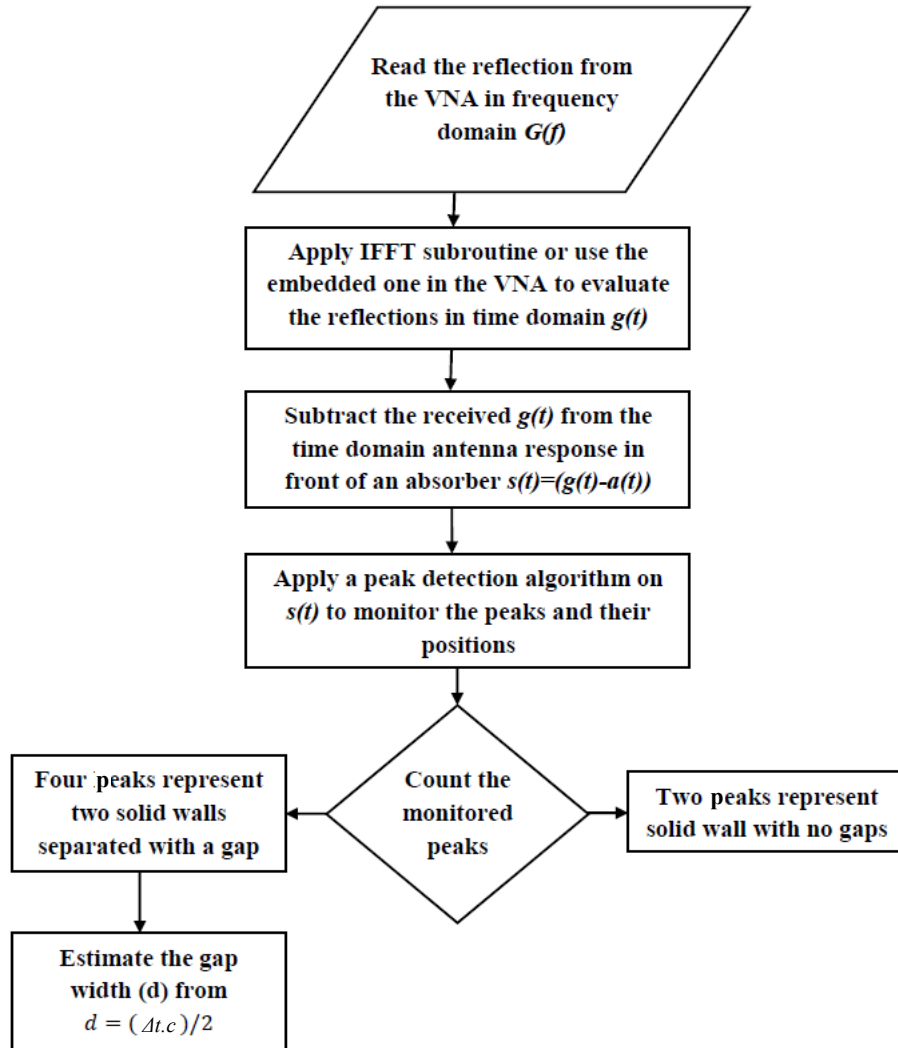 Read the reflection from
the VNA in frequency
domain G(f)
Apply IFFT subroutine or use the
embedded one in the VNA to evaluate
the reflections in time domain g(t)
Subtract the received g(t) from the
time domain antenna response in
front of an absorber s(t)=(g(t)-a(t))
Apply a peak detection algorithm on
s(t) to monitor the peaks and their
positions
Count the
monitored
peaks
Four peaks represent
two solid walls
separated with a gap
Two peaks represent
solid wall with no gaps
Estimate the gap
width (d) from
d = (Δt.c)/2